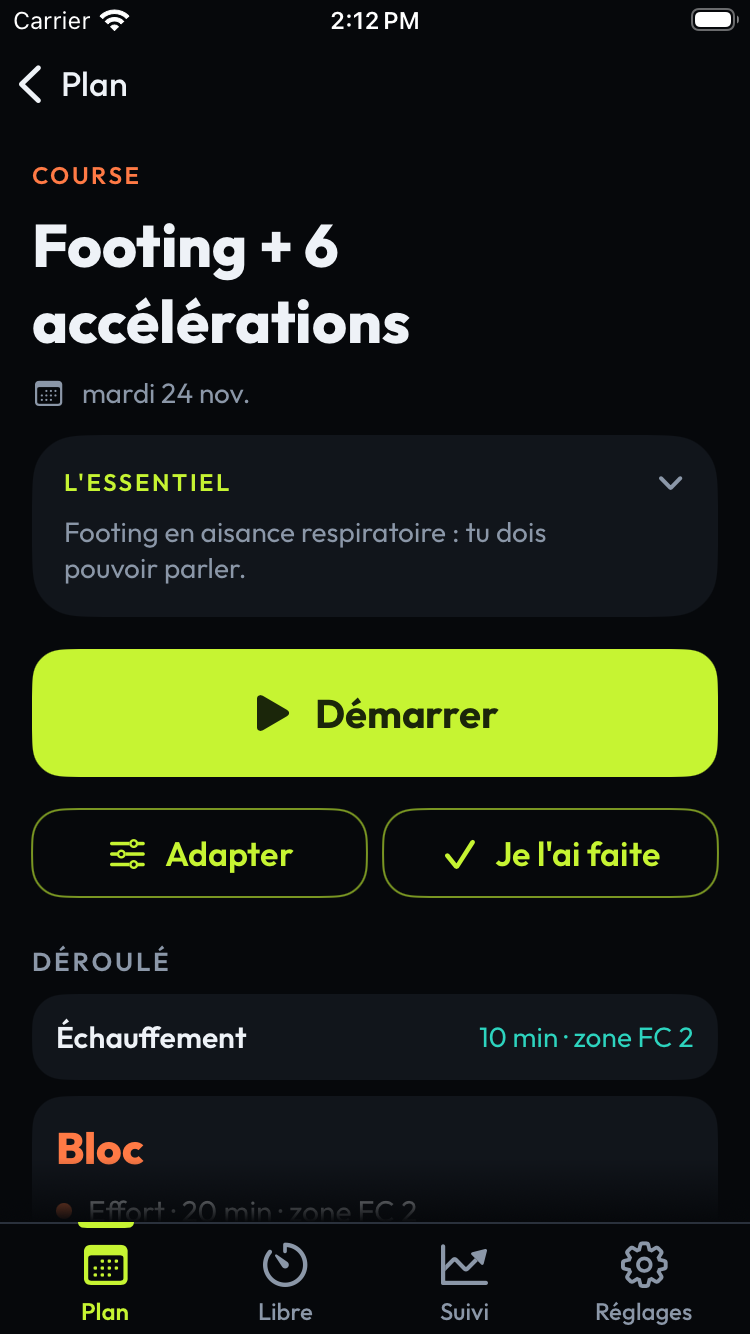 Carrier 2:12 PM
Plan
COURSE
Footing + 6
accélérations
mardi 24 nov.
L'ESSENTIEL
Footing en aisance respiratoire : tu dois
pouvoir parler.
Démarrer
Adapter Je l'ai faite
DÉROULÉ
Échauffement 10 min · zone FC 2
Bloc
Effort · 20 min · zone FC 2
Plan Libre Suivi Réglages